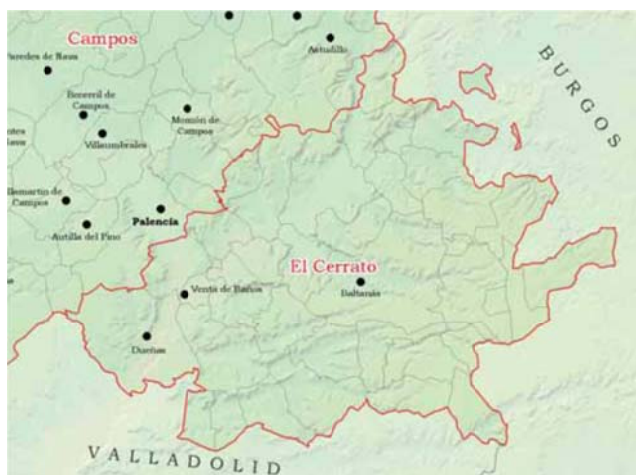 Campos
Astudillo
Paredes de Nava
Becerril de
Campos
Monzón de
Campos
Villaumbrales
BURGOS
Campos
Palencia
Autilla del Pino
El Cerrato
Venta de Baños
Baltanás
Dueñas
VALLADOLID